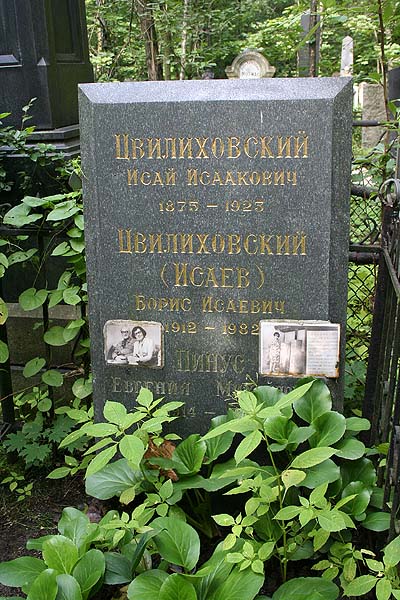 Цвилиховский
Исай Исаакович
1875 – 1923
Цвилиховский
(Исаев)
Борис Исаевич
1912 – 1982
Пинус
Евгения